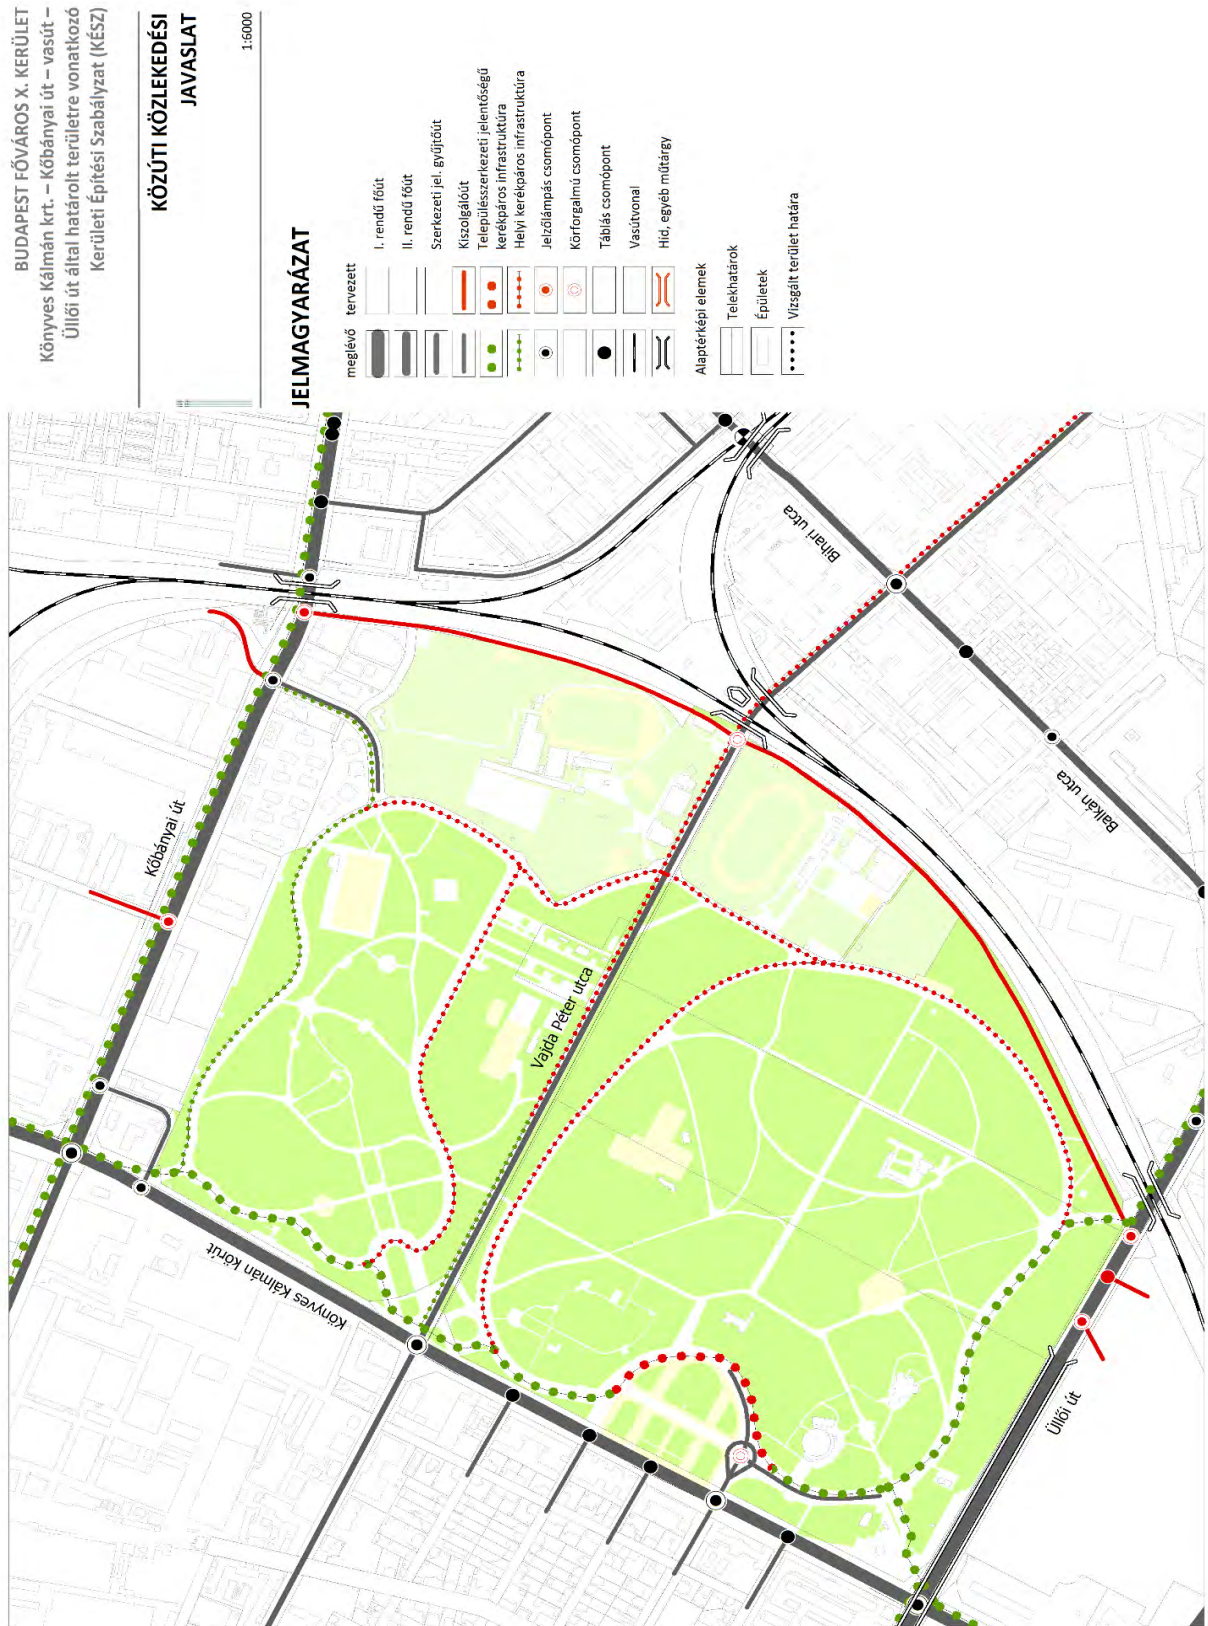 BUDAPEST FŐVÁROS X. KERÜLET
Könyves Kálmán krt. – Kőbányai út – vasút –
Üllői út által határolt területre vonatkozó
Kerületi Építési Szabályzat (KÉSZ)
KÖZÚTI KÖZLEKEDÉSI
JAVASLAT
1:6000
JELMAGYARÁZAT
meglévő tervezett
I. rendű főút
II. rendű főút
Szerkezeti jel. gyűjtőút
Kiszolgálóút
Településszerkezeti jelentőségű
kerékpáros infrastruktúra
Helyi kerékpáros infrastruktúra
Jelzőlámpás csomópont
Körforgalmú csomópont
Táblás csomópont
Vasútvonal
Híd, egyéb műtárgy
Alaptérképi elemek
Telekhatárok
Épületek
Vizsgált terület határa
Kőbányai út
Bihari utca
Balkán utca
Vajda Péter utca
Könyves Kálmán körút
Üllői út